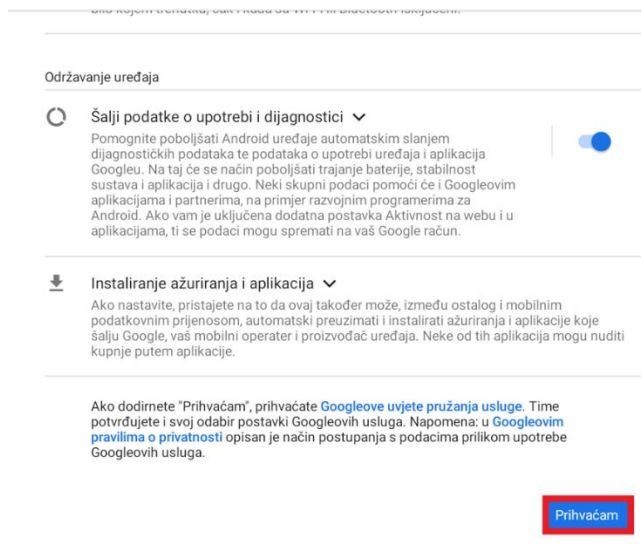 Održavanje uređaja
Šalji podatke o upotrebi i dijagnostici
Pomognite poboljšati Android uređaje automatskim slanjem
dijagnostičkih podataka te podataka o upotrebi uređaja i aplikacija
Googleu. Na taj će se način poboljšati trajanje baterije, stabilnost
sustava i aplikacija i drugo. Neki skupni podaci pomoći će i Googleovim
aplikacijama i partnerima, na primjer razvojnim programerima za
Android. Ako vam je uključena dodatna postavka Aktivnost na webu i u
aplikacijama, ti se podaci mogu spremati na vaš Google račun.
Instaliranje ažuriranja i aplikacija
Ako nastavite, pristajete na to da ovaj također može, između ostalog i mobilnim
podatkovnim prijenosom, automatski preuzimati i instalirati ažuriranja i aplikacije koje
šalju Google, vaš mobilni operater i proizvođač uređaja. Neke od tih aplikacija mogu nuditi
kupnje putem aplikacije.
Ako dodirnete "Prihvaćam", prihvaćate Googleove uvjete pružanja usluge. Time
potvrđujete i svoj odabir postavki Googleovih usluga. Napomena: u Googleovim
pravilima o privatnosti opisan je način postupanja s podacima prilikom upotrebe
Googleovih usluga.
Prihvaćam